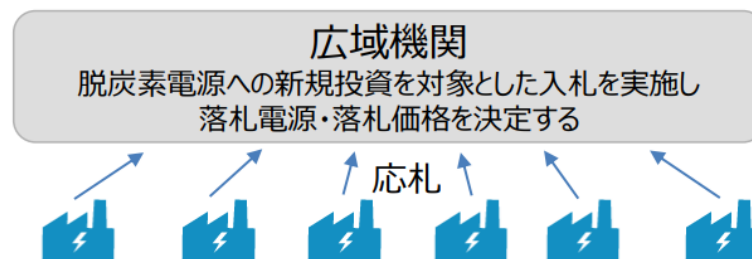 広域機関
脱炭素電源への新規投資を対象とした入札を実施し
落札電源・落札価格を決定する
応札